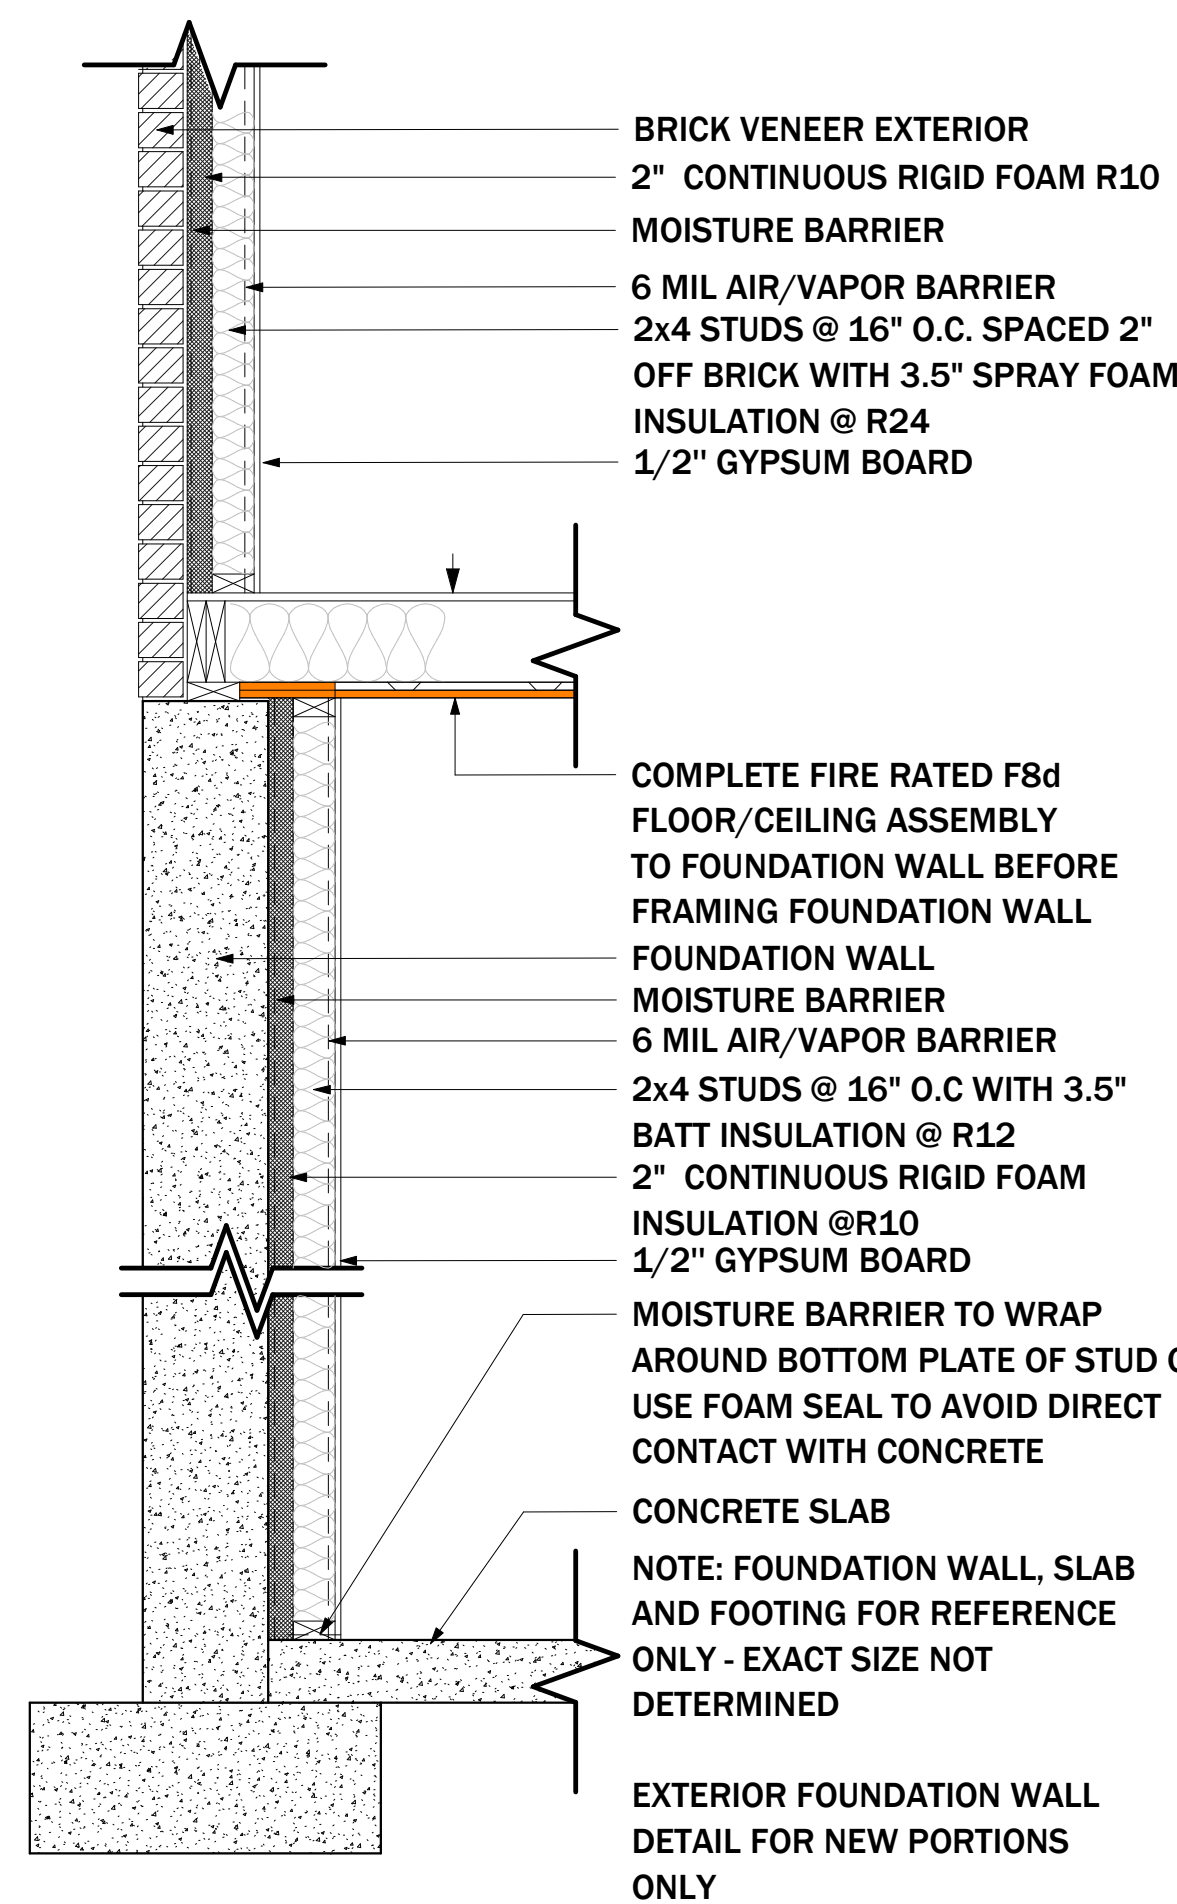 BRICK VENEER EXTERIOR
2" CONTINUOUS RIGID FOAM R10
MOISTURE BARRIER
6 MIL AIR/VAPOR BARRIER
2x4 STUDS @ 16" O.C. SPACED 2"
OFF BRICK WITH 3.5" SPRAY FOAM
INSULATION @ R24
1/2" GYPSUM BOARD
COMPLETE FIRE RATED F8d
FLOOR/CEILING ASSEMBLY
TO FOUNDATION WALL BEFORE
FRAMING FOUNDATION WALL
FOUNDATION WALL
MOISTURE BARRIER
6 MIL AIR/VAPOR BARRIER
2x4 STUDS @ 16" O.C WITH 3.5"
BATT INSULATION @ R12
2" CONTINUOUS RIGID FOAM
INSULATION @R10
1/2" GYPSUM BOARD
MOISTURE BARRIER TO WRAP
AROUND BOTTOM PLATE OF STUD
USE FOAM SEAL TO AVOID DIRECT
CONTACT WITH CONCRETE
CONCRETE SLAB
NOTE: FOUNDATION WALL, SLAB
AND FOOTING FOR REFERENCE
ONLY - EXACT SIZE NOT
DETERMINED
EXTERIOR FOUNDATION WALL
DETAIL FOR NEW PORTIONS
ONLY